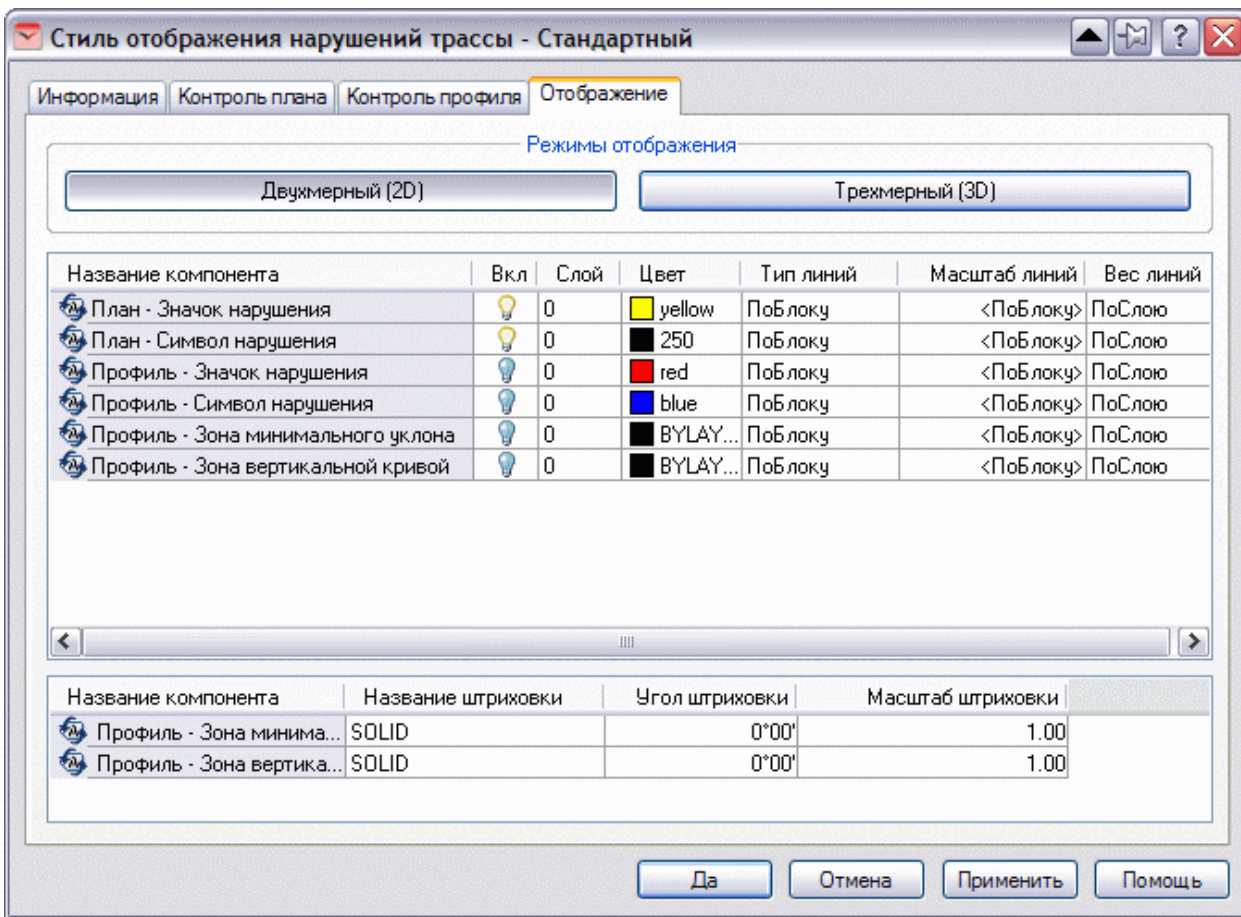 Стиль отображения нарушений трассы - Стандартный
Информация Контроль плана Контроль профиля Отображение
Режимы отображения
Двухмерный (2D) Трехмерный (3D)
Название компонента Вкл Слой Цвет Тип линий Масштаб линий Вес линий
План - Значок нарушения 0 yellow ПоБлоку <ПоБлоку> ПоСлою
План - Символ нарушения 0 250 ПоБлоку <ПоБлоку> ПоСлою
Профиль - Значок нарушения 0 red ПоБлоку <ПоБлоку> ПоСлою
Профиль - Символ нарушения 0 blue ПоБлоку <ПоБлоку> ПоСлою
Профиль - Зона минимального уклона 0 BYLAY... ПоБлоку <ПоБлоку> ПоСлою
Профиль - Зона вертикальной кривой 0 BYLAY... ПоБлоку <ПоБлоку> ПоСлою
Название компонента Название штриховки Угол штриховки Масштаб штриховки
Профиль - Зона минима... SOLID 0°00' 1.00
Профиль - Зона вертика... SOLID 0°00' 1.00
Да Отмена Применить Помощь